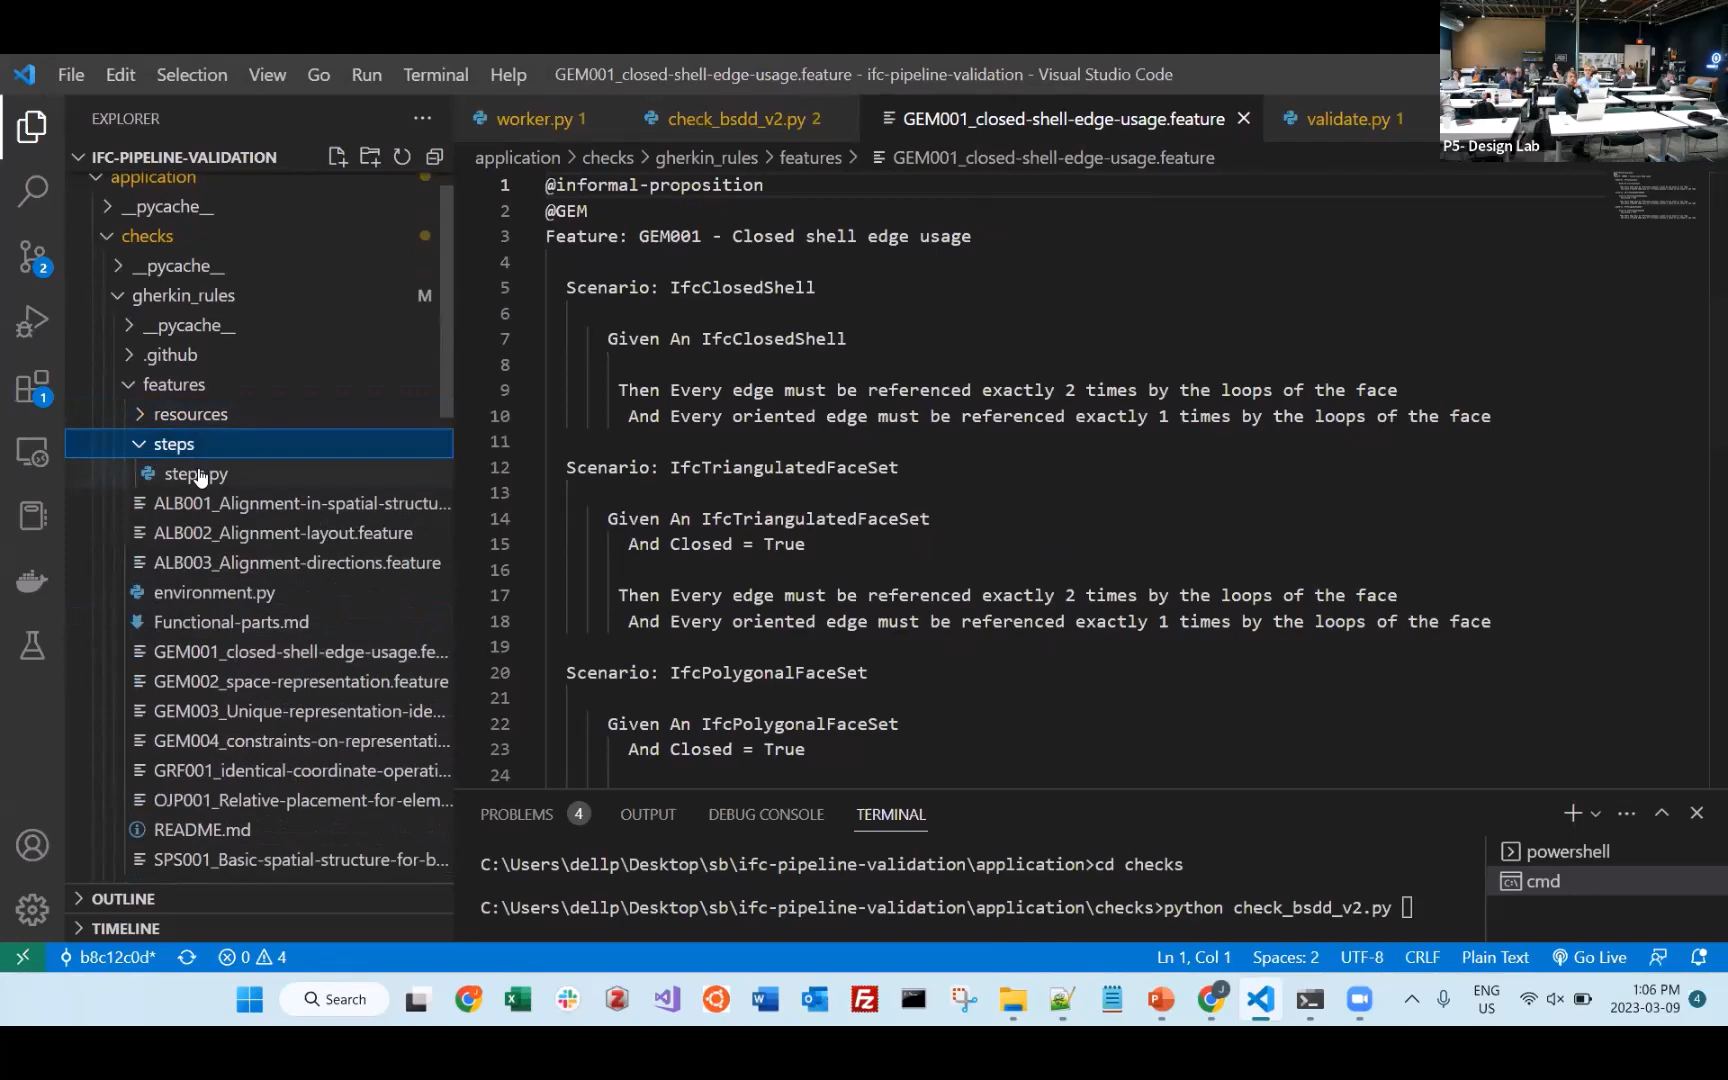 File Edit Selection View Go Run Terminal Help GEM001_closed-shell-edge-usage.feature - ifc-pipeline-validation - Visual Studio Code
P5- Design Lab
EXPLORER
IFC-PIPELINE-VALIDATION
application
__pycache__
checks
__pycache__
gherkin_rules M
__pycache__
.github
features
resources
steps
ALB001_Alignment-in-spatial-structu...
ALB002_Alignment-layout.feature
ALB003_Alignment-directions.feature
environment.py
Functional-parts.md
GEM001_closed-shell-edge-usage.fe...
GEM002_space-representation.feature
GEM003_Unique-representation-ide...
GEM004_constraints-on-representati...
GRF001_identical-coordinate-operati...
OJP001_Relative-placement-for-elem...
README.md
SPS001_Basic-spatial-structure-for-b...
OUTLINE
TIMELINE
2
1
worker.py 1 check_bsdd_v2.py 2 GEM001_closed-shell-edge-usage.feature validate.py 1
application > checks > gherkin_rules > features > GEM001_closed-shell-edge-usage.feature
1 @informal-proposition
2 @GEM
3 Feature: GEM001 - Closed shell edge usage
4
5 Scenario: IfcClosedShell
6
7 Given An IfcClosedShell
8
9 Then Every edge must be referenced exactly 2 times by the loops of the face
10 And Every oriented edge must be referenced exactly 1 times by the loops of the face
11
12 Scenario: IfcTriangulatedFaceSet
13
14 Given An IfcTriangulatedFaceSet
15 And Closed = True
16
17 Then Every edge must be referenced exactly 2 times by the loops of the face
18 And Every oriented edge must be referenced exactly 1 times by the loops of the face
19
20 Scenario: IfcPolygonalFaceSet
21
22 Given An IfcPolygonalFaceSet
23 And Closed = True
24
PROBLEMS 4 OUTPUT DEBUG CONSOLE TERMINAL
C:\Users\dellp\Desktop\sb\ifc-pipeline-validation\application>cd checks
C:\Users\dellp\Desktop\sb\ifc-pipeline-validation\application\checks>python check_bsdd_v2.py
powershell
cmd
b8c12c0d* 0 4 Ln 1, Col 1 Spaces: 2 UTF-8 CRLF Plain Text Go Live
Search
ENG
US
1:06 PM
2023-03-09
4